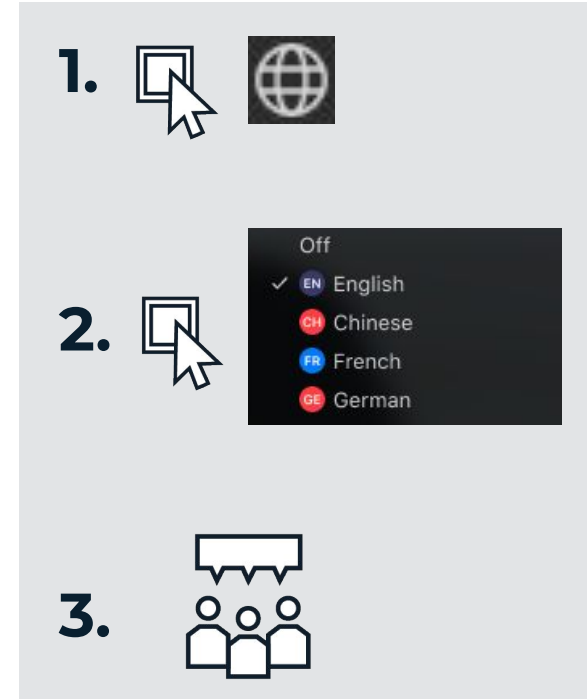 1.
2.
Off
EN English
CH Chinese
FR French
GE German
3.